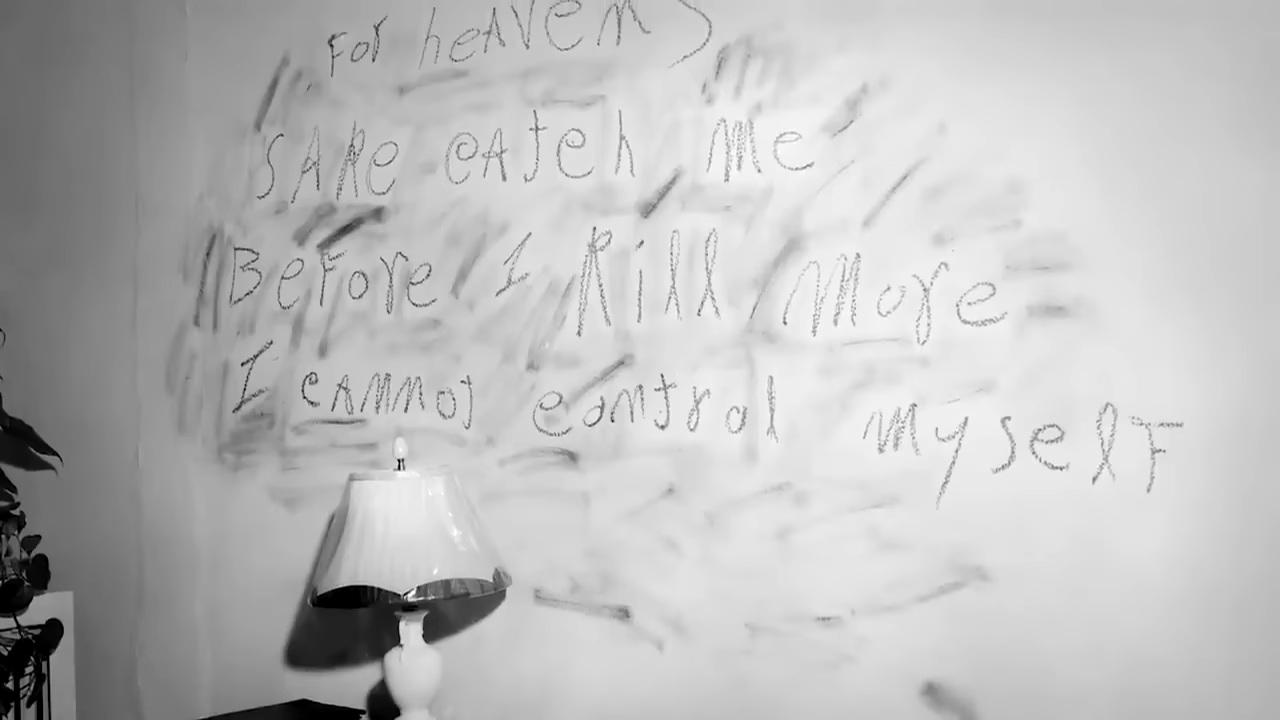 For heavens
SAKe cATch Me
BeFore I Kill More
I cannot control MyselF